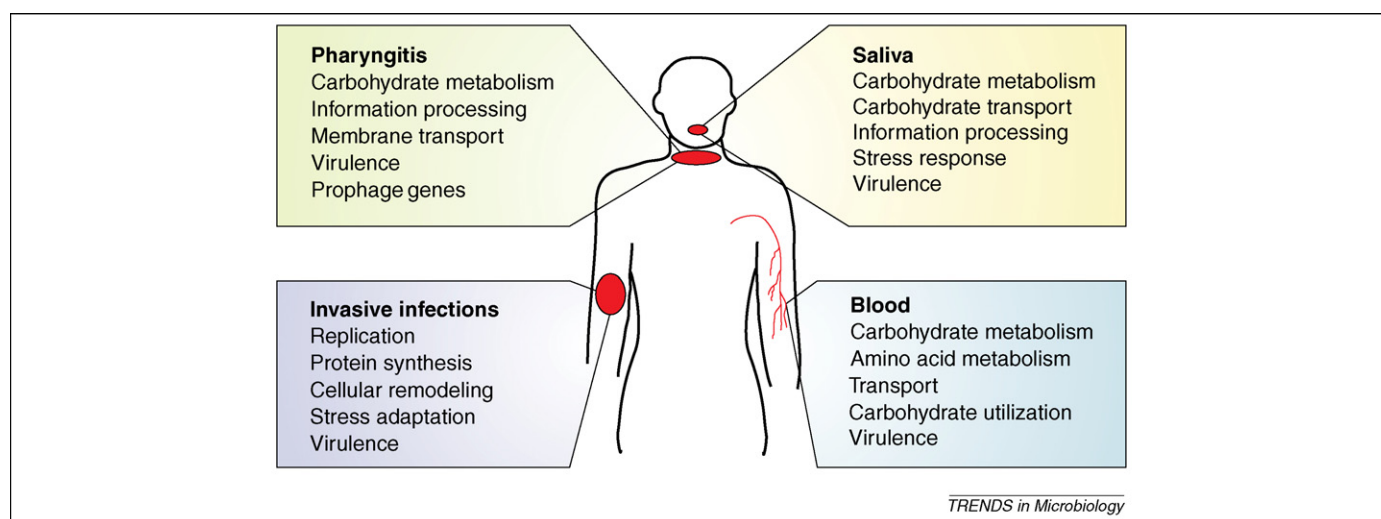 Pharyngitis
Carbohydrate metabolism
Information processing
Membrane transport
Virulence
Prophage genes
Saliva
Carbohydrate metabolism
Carbohydrate transport
Information processing
Stress response
Virulence
Invasive infections
Replication
Protein synthesis
Cellular remodeling
Stress adaptation
Virulence
Blood
Carbohydrate metabolism
Amino acid metabolism
Transport
Carbohydrate utilization
Virulence
TRENDS in Microbiology